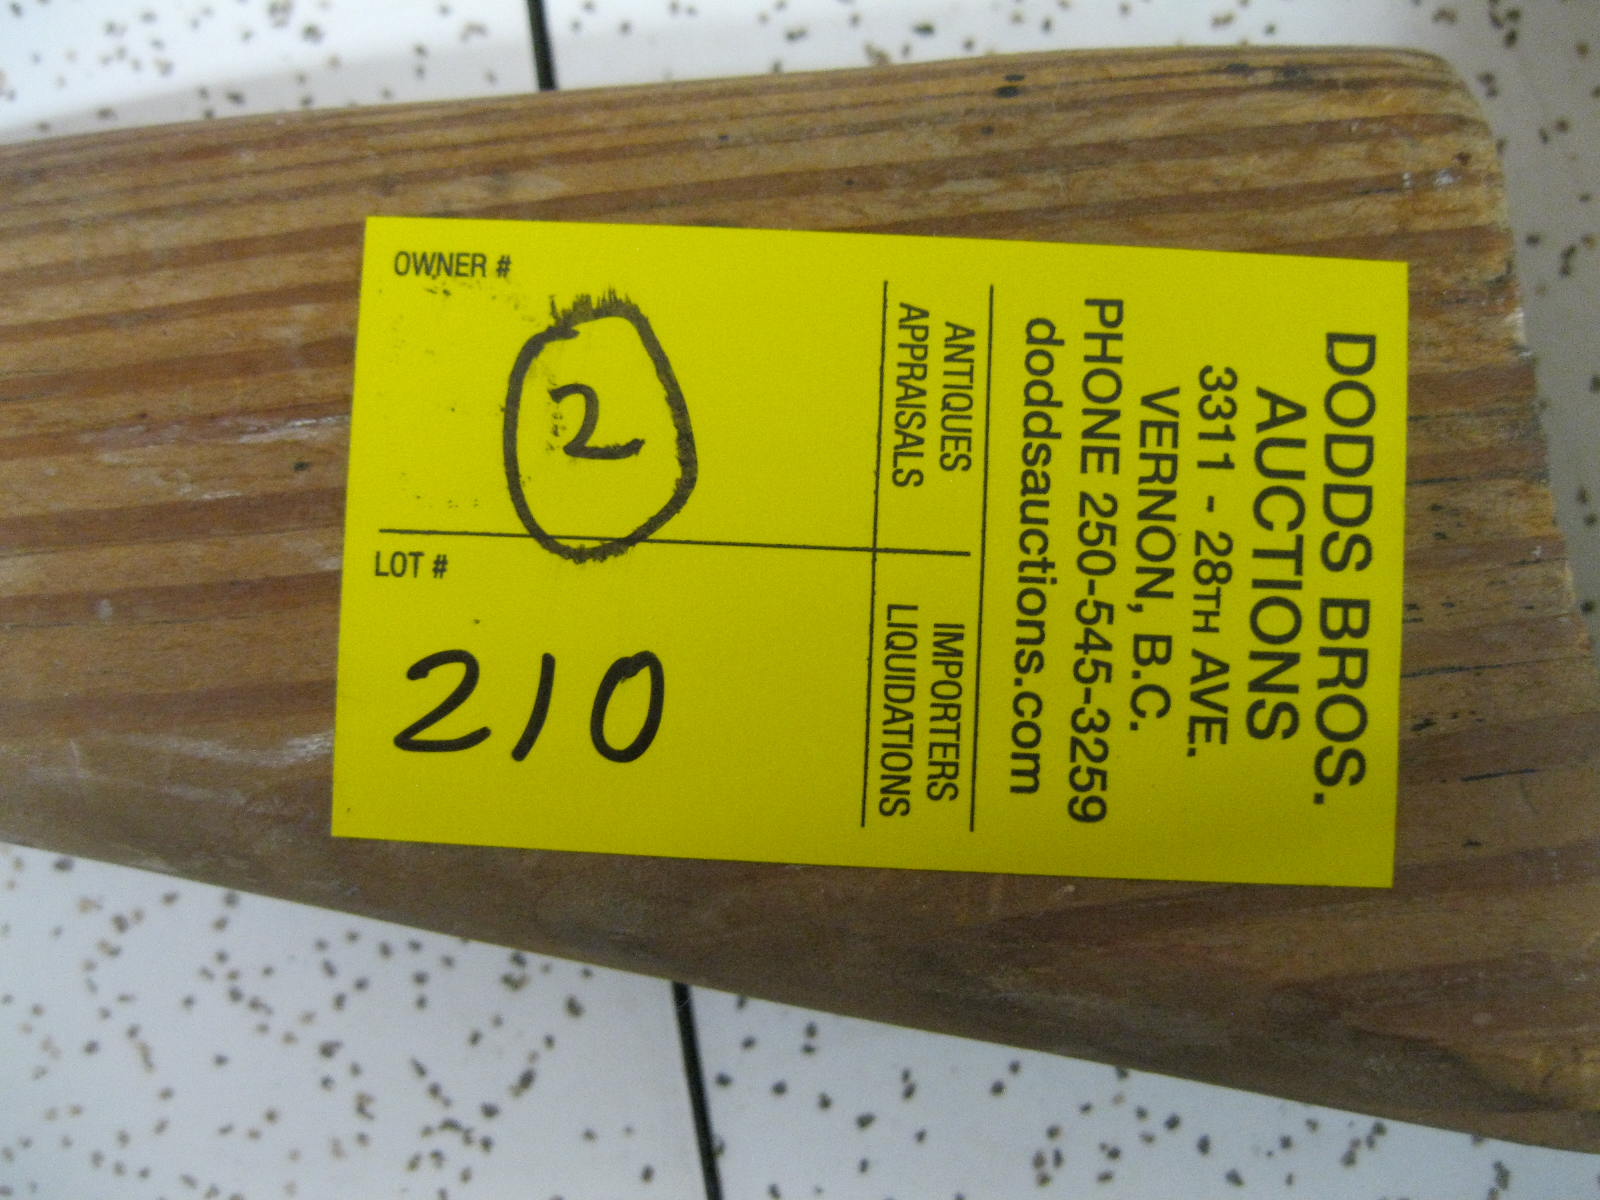 DODDS BROS.
AUCTIONS
3311 - 28TH AVE.
VERNON, B.C.
PHONE 250-545-3259
doddsauctions.com
ANTIQUES
APPRAISALS
IMPORTERS
LIQUIDATIONS
OWNER #
2
LOT #
210